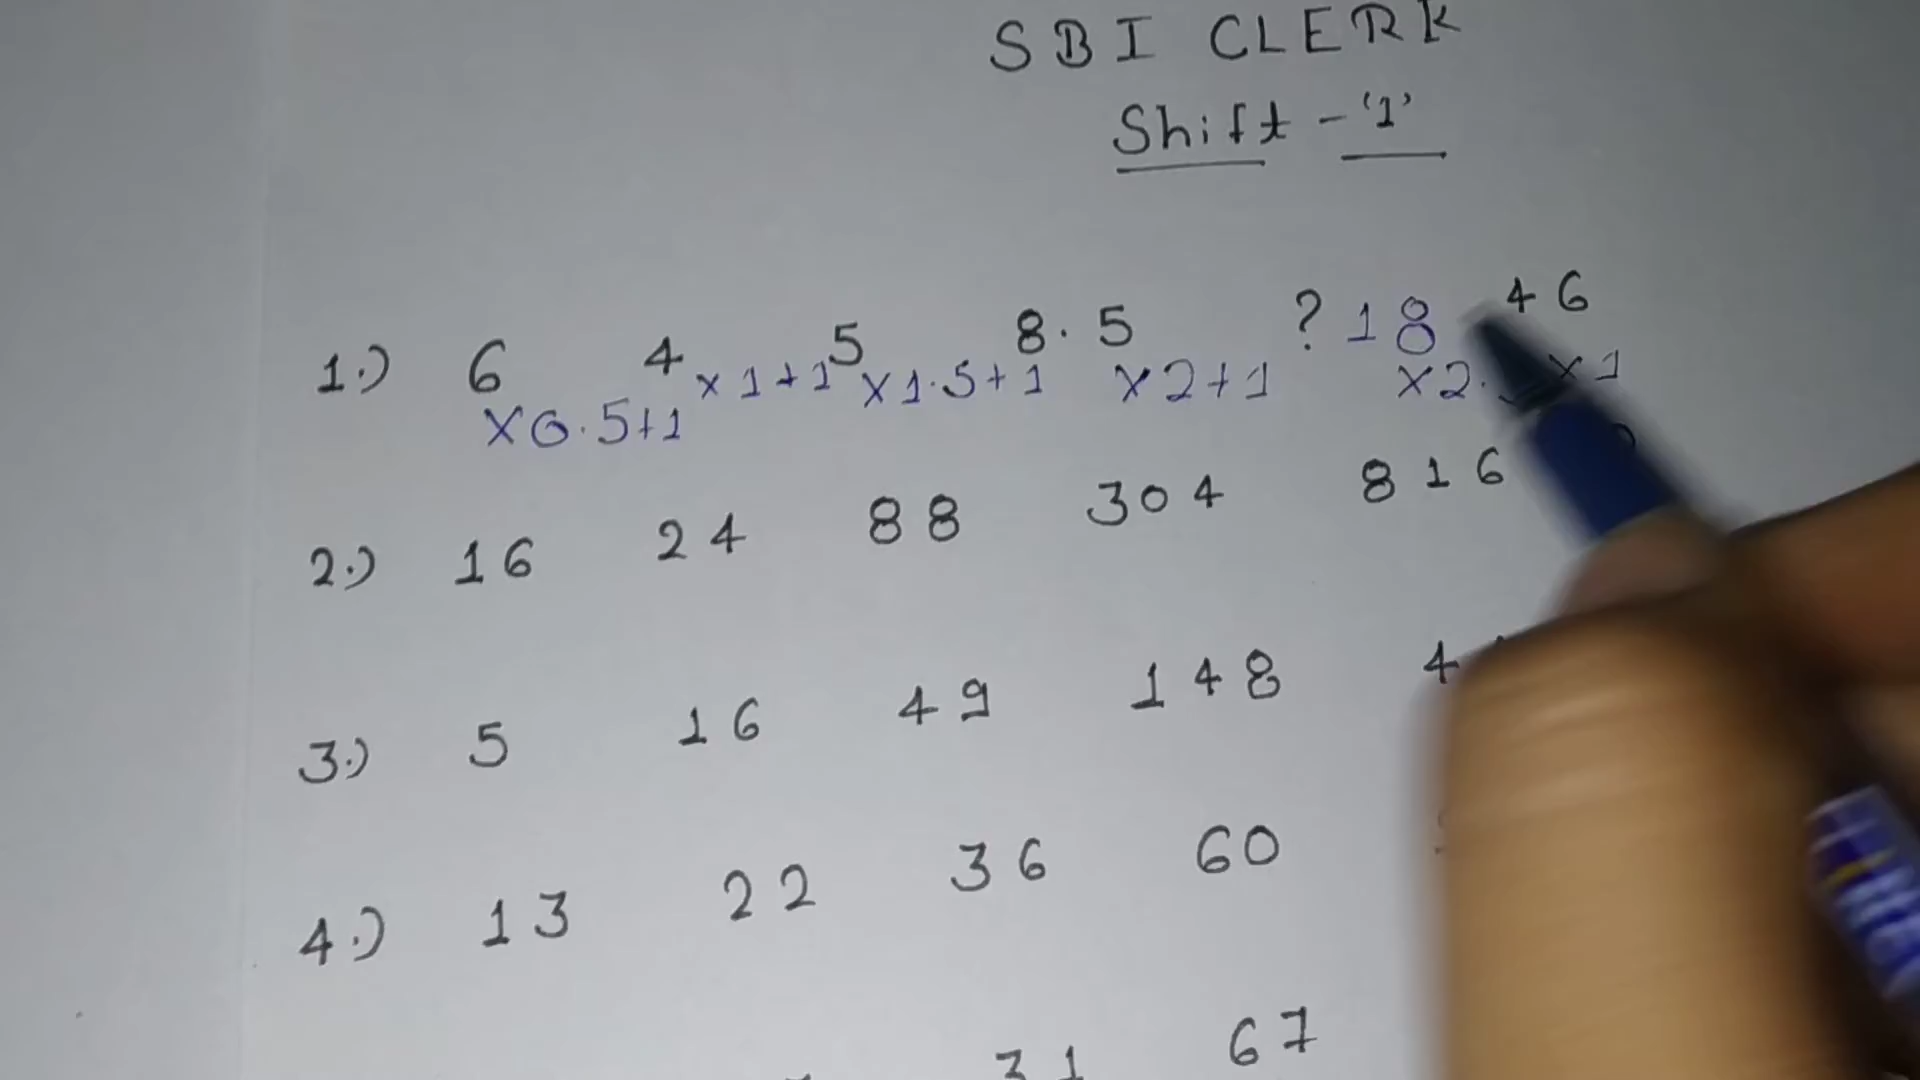 SBI CLERK
Shift - '1'
1.) 6 4 5 8.5 ? 18 46
×0.5+1 ×1+1 ×1.5+1 ×2+1 ×2. ×1
2.) 16 24 88 304 816
3.) 5 16 49 148 4
4.) 13 22 36 60
31 67